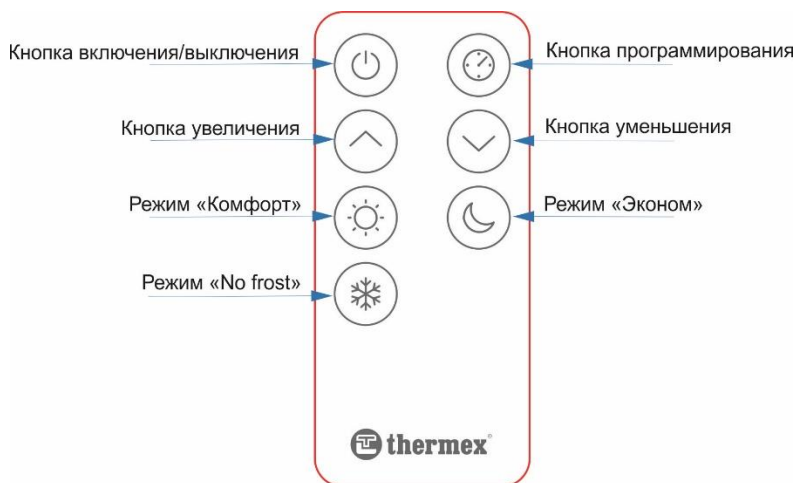 Кнопка включения/выключения
Кнопка программирования
Кнопка увеличения
Кнопка уменьшения
Режим «Комфорт»
Режим «Эконом»
Режим «No frost»
thermex